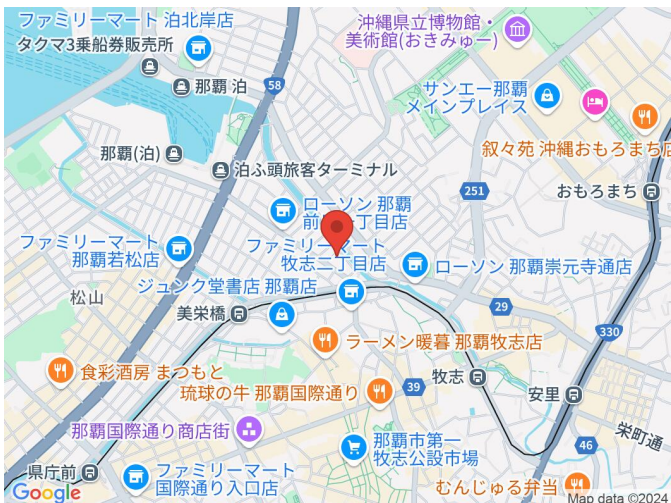 ファミリーマート 泊北岸店
タクマ3乗船券販売所
沖縄県立博物館・
美術館(おきみゅー)
那覇 泊
58
サンエー那覇
メインプレイス
叙々苑 沖縄おもろまち店
那覇(泊)
泊ふ頭旅客ターミナル
251
おもろまち
ローソン 那覇
ファミリーマート
那覇若松店
ファミリーマート
牧志二丁目店
ローソン 那覇崇元寺通店
ジュンク堂書店 那覇店
松山
美栄橋
29
330
ラーメン暖暮 那覇牧志店
食彩酒房 まつもと
琉球の牛 那覇国際通り
39
牧志
安里
那覇国際通り商店街
那覇市第一
牧志公設市場
46
栄町通
県庁前
ファミリーマート
国際通り入口店
むんじゅる弁当
Google
Map data ©2024